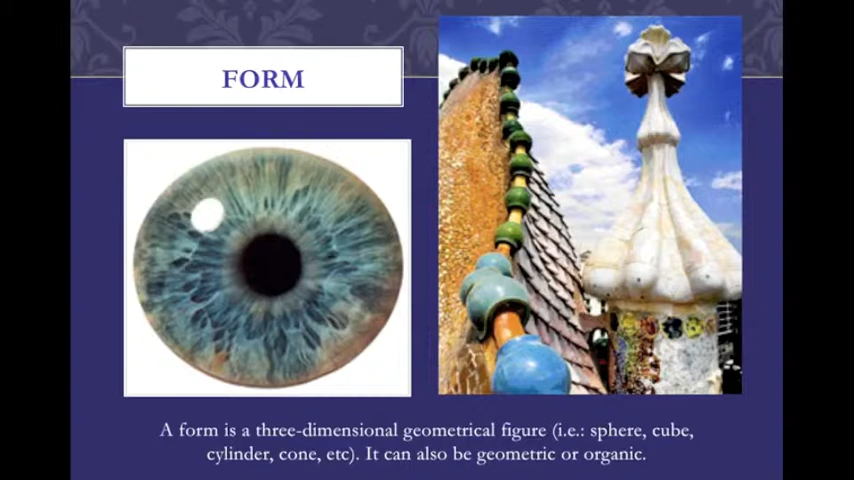 FORM
A form is a three-dimensional geometrical figure (i.e.: sphere, cube,
cylinder, cone, etc). It can also be geometric or organic.